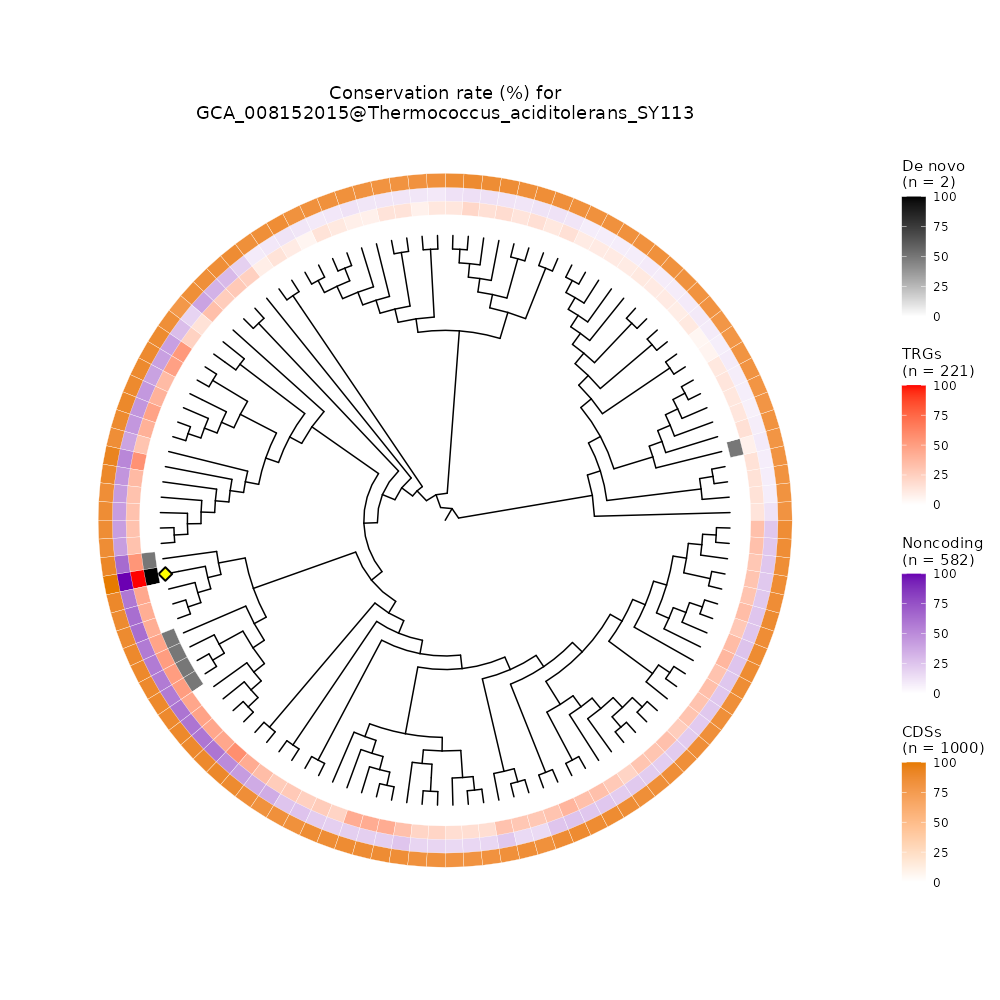 Conservation rate (%) for
GCA_008152015@Thermococcus_aciditolerans_SY113
De novo
(n = 2)
100
75
50
25
0
TRGs
(n = 221)
100
75
50
25
0
Noncoding
(n = 582)
100
75
50
25
0
CDSs
(n = 1000)
100
75
50
25
0